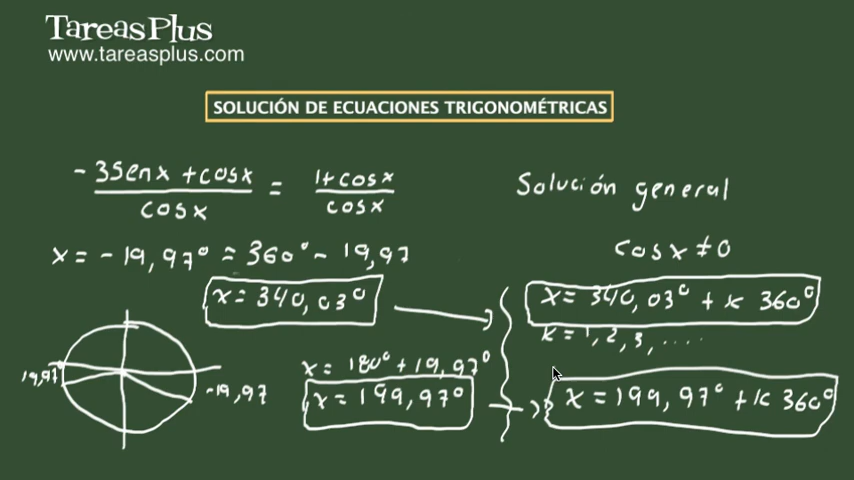 TareasPlus
www.tareasplus.com
SOLUCIÓN DE ECUACIONES TRIGONOMÉTRICAS
(-3senx + cosx)/cosx = (1+cosx)/cosx
x = -19,97° = 360° - 19,97
x = 340,03°
19,97°
-19,97
x = 180° + 19,97°
x = 199,97°
Solución general
cosx ≠ 0
x = 340,03° + k 360°
k = 1, 2, 3, ....
x = 199,97° + k 360°